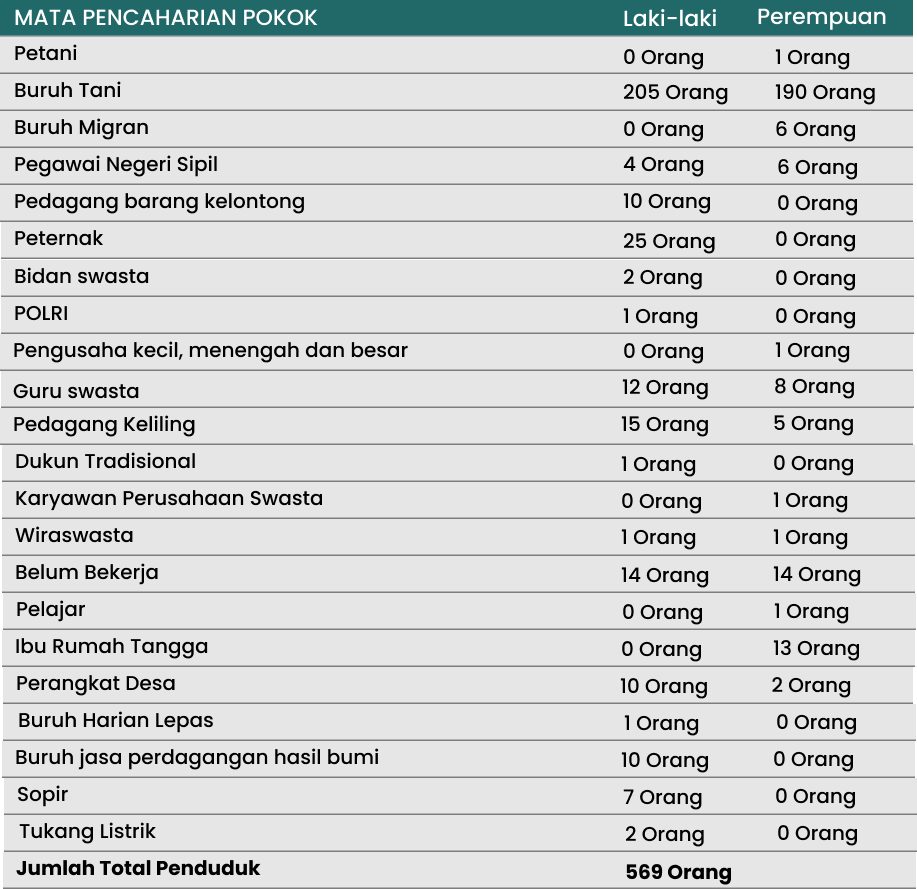 MATA PENCAHARIAN POKOK Laki-laki Perempuan
Petani 0 Orang 1 Orang
Buruh Tani 205 Orang 190 Orang
Buruh Migran 0 Orang 6 Orang
Pegawai Negeri Sipil 4 Orang 6 Orang
Pedagang barang kelontong 10 Orang 0 Orang
Peternak 25 Orang 0 Orang
Bidan swasta 2 Orang 0 Orang
POLRI 1 Orang 0 Orang
Pengusaha kecil, menengah dan besar 0 Orang 1 Orang
Guru swasta 12 Orang 8 Orang
Pedagang Keliling 15 Orang 5 Orang
Dukun Tradisional 1 Orang 0 Orang
Karyawan Perusahaan Swasta 0 Orang 1 Orang
Wiraswasta 1 Orang 1 Orang
Belum Bekerja 14 Orang 14 Orang
Pelajar 0 Orang 1 Orang
Ibu Rumah Tangga 0 Orang 13 Orang
Perangkat Desa 10 Orang 2 Orang
Buruh Harian Lepas 1 Orang 0 Orang
Buruh jasa perdagangan hasil bumi 10 Orang 0 Orang
Sopir 7 Orang 0 Orang
Tukang Listrik 2 Orang 0 Orang
Jumlah Total Penduduk 569 Orang